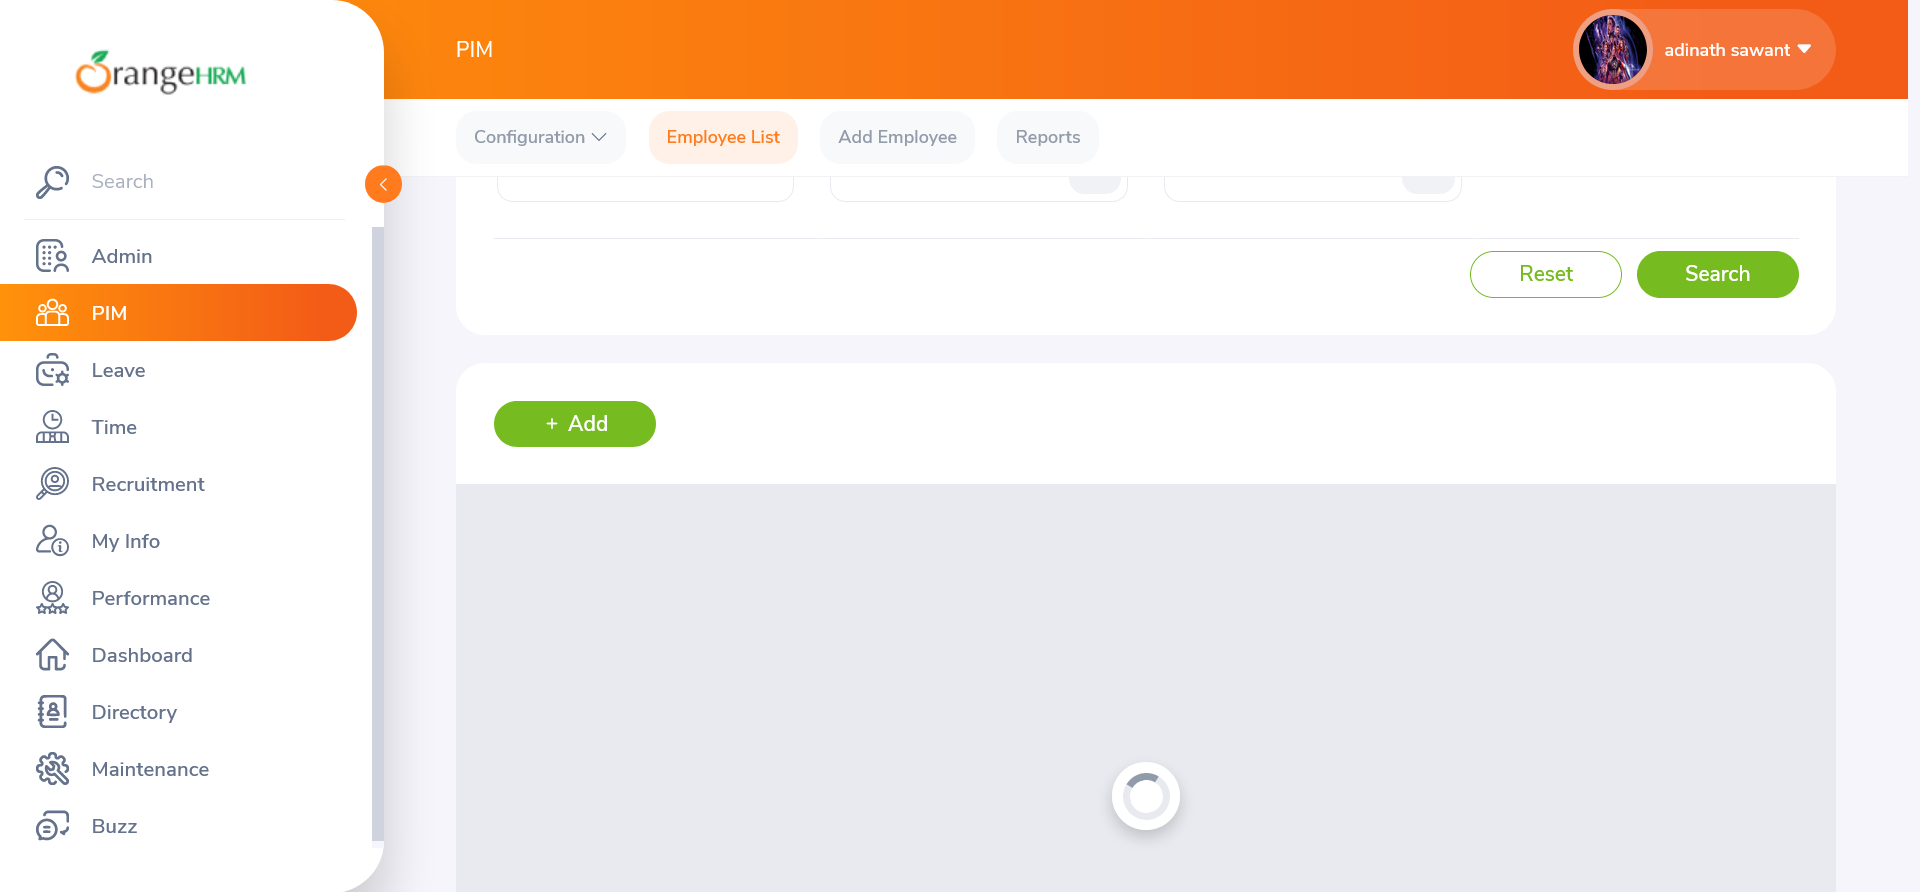 OrangeHRM
PIM
adinath sawant
Configuration
Employee List
Add Employee
Reports
Search
Admin
PIM
Leave
Time
Recruitment
My Info
Performance
Dashboard
Directory
Maintenance
Buzz
Reset
Search
+ Add